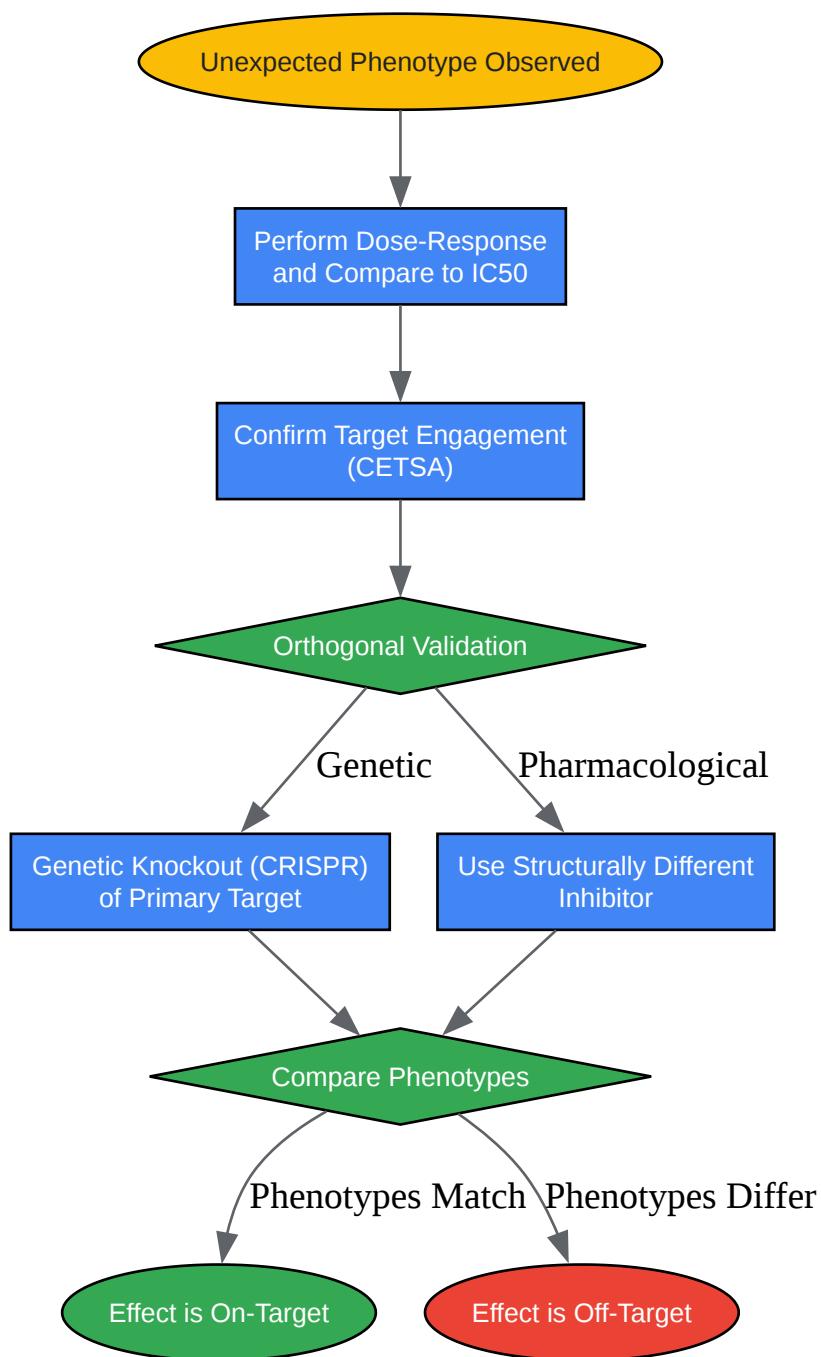 Unexpected Phenotype Observed
Perform Dose-Response
and Compare to IC50
Confirm Target Engagement
(CETSA)
Orthogonal Validation
Genetic
Pharmacological
Genetic Knockout (CRISPR)
of Primary Target
Use Structurally Different
Inhibitor
Compare Phenotypes
Phenotypes Match
Phenotypes Differ
Effect is On-Target
Effect is Off-Target